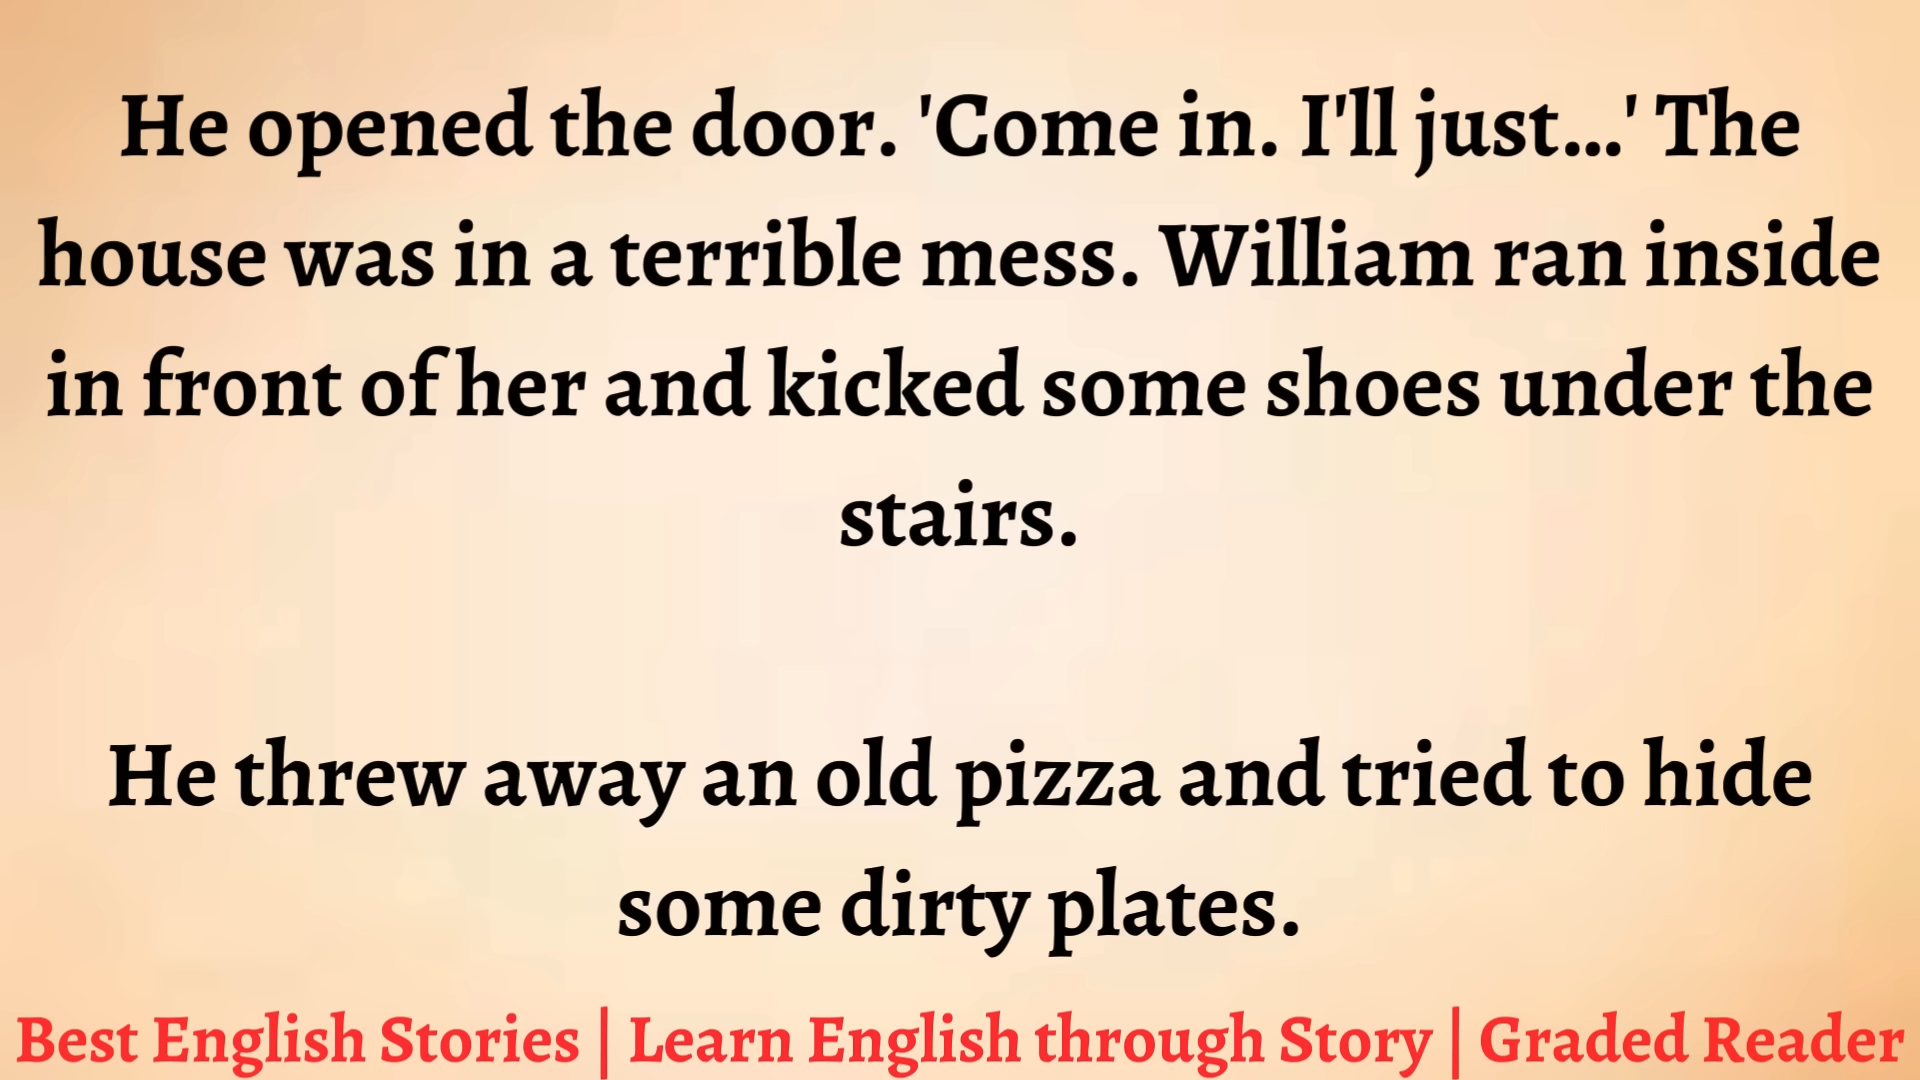 He opened the door. 'Come in. I'll just...' The
house was in a terrible mess. William ran inside
in front of her and kicked some shoes under the
stairs.
He threw away an old pizza and tried to hide
some dirty plates.
Best English Stories | Learn English through Story | Graded Reader